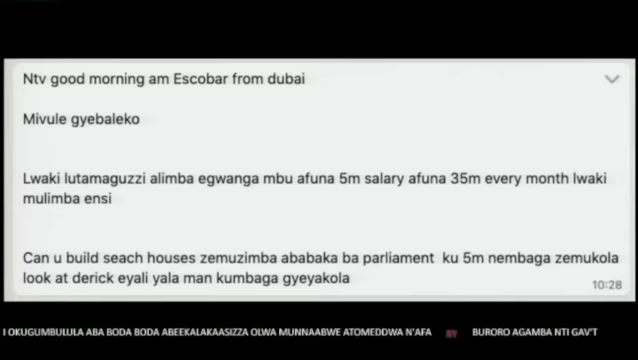 Ntv good morning am Escobar from dubai
Mivule gyebaleko
Lwaki lutamaguzzi alimba egwanga mbu afuna 5m salary afuna 35m every month lwaki
mulimba ensi
Can u build seach houses zemuzimba ababaka ba parliament ku 5m nembaga zemukola
look at derick eyali yala man kumbaga gyeyakola
10:28
I OKUGUMBULULA ABA BODA BODA ABEEKALAKAASIZZA OLWA MUNNAABWE ATOMEDDWA N'AFA
BURORO AGAMBA NTI GAV'T